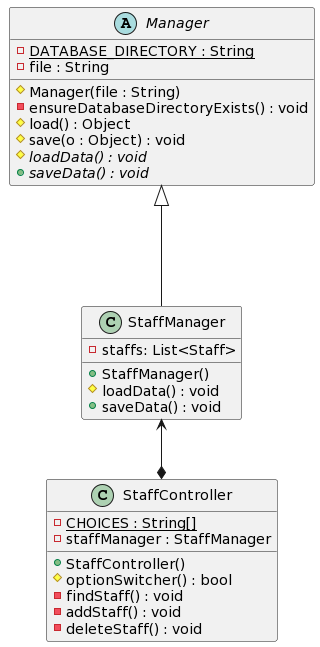 A Manager
DATABASE_DIRECTORY : String
file : String
Manager(file : String)
ensureDatabaseDirectoryExists() : void
load() : Object
save(o : Object) : void
loadData() : void
saveData() : void
C StaffManager
staffs: List<Staff>
StaffManager()
loadData() : void
saveData() : void
C StaffController
CHOICES : String[]
staffManager : StaffManager
StaffController()
optionSwitcher() : bool
findStaff() : void
addStaff() : void
deleteStaff() : void